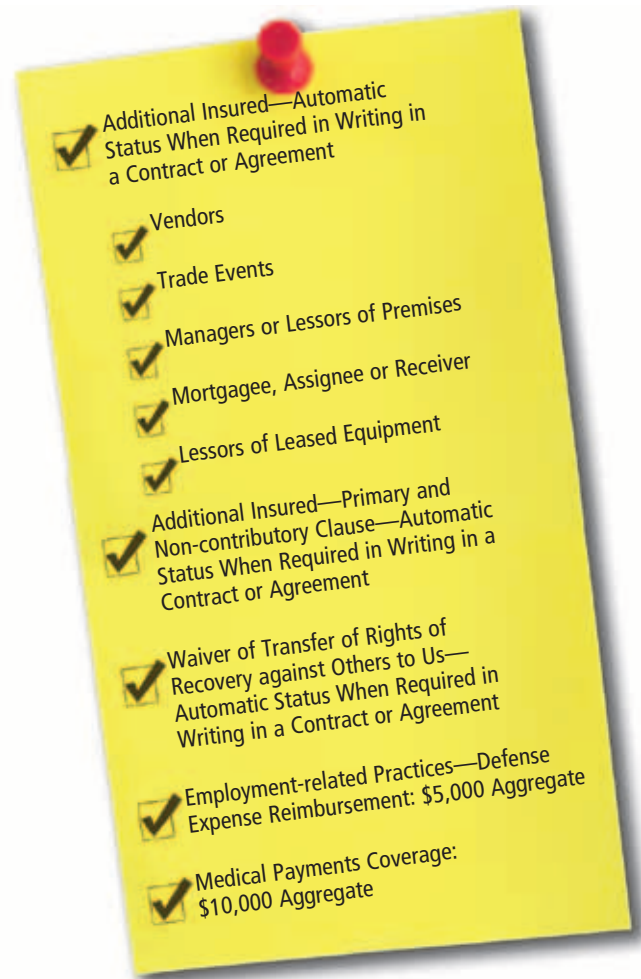 Additional Insured—Automatic
Status When Required in Writing in
a Contract or Agreement
Vendors
Trade Events
Managers or Lessors of Premises
Mortgagee, Assignee or Receiver
Lessors of Leased Equipment
Additional Insured—Primary and
Non-contributory Clause—Automatic
Status When Required in Writing in a
Contract or Agreement
Waiver of Transfer of Rights of
Recovery against Others to Us—
Automatic Status When Required in
Writing in a Contract or Agreement
Employment-related Practices—Defense
Expense Reimbursement: $5,000 Aggregate
Medical Payments Coverage:
$10,000 Aggregate